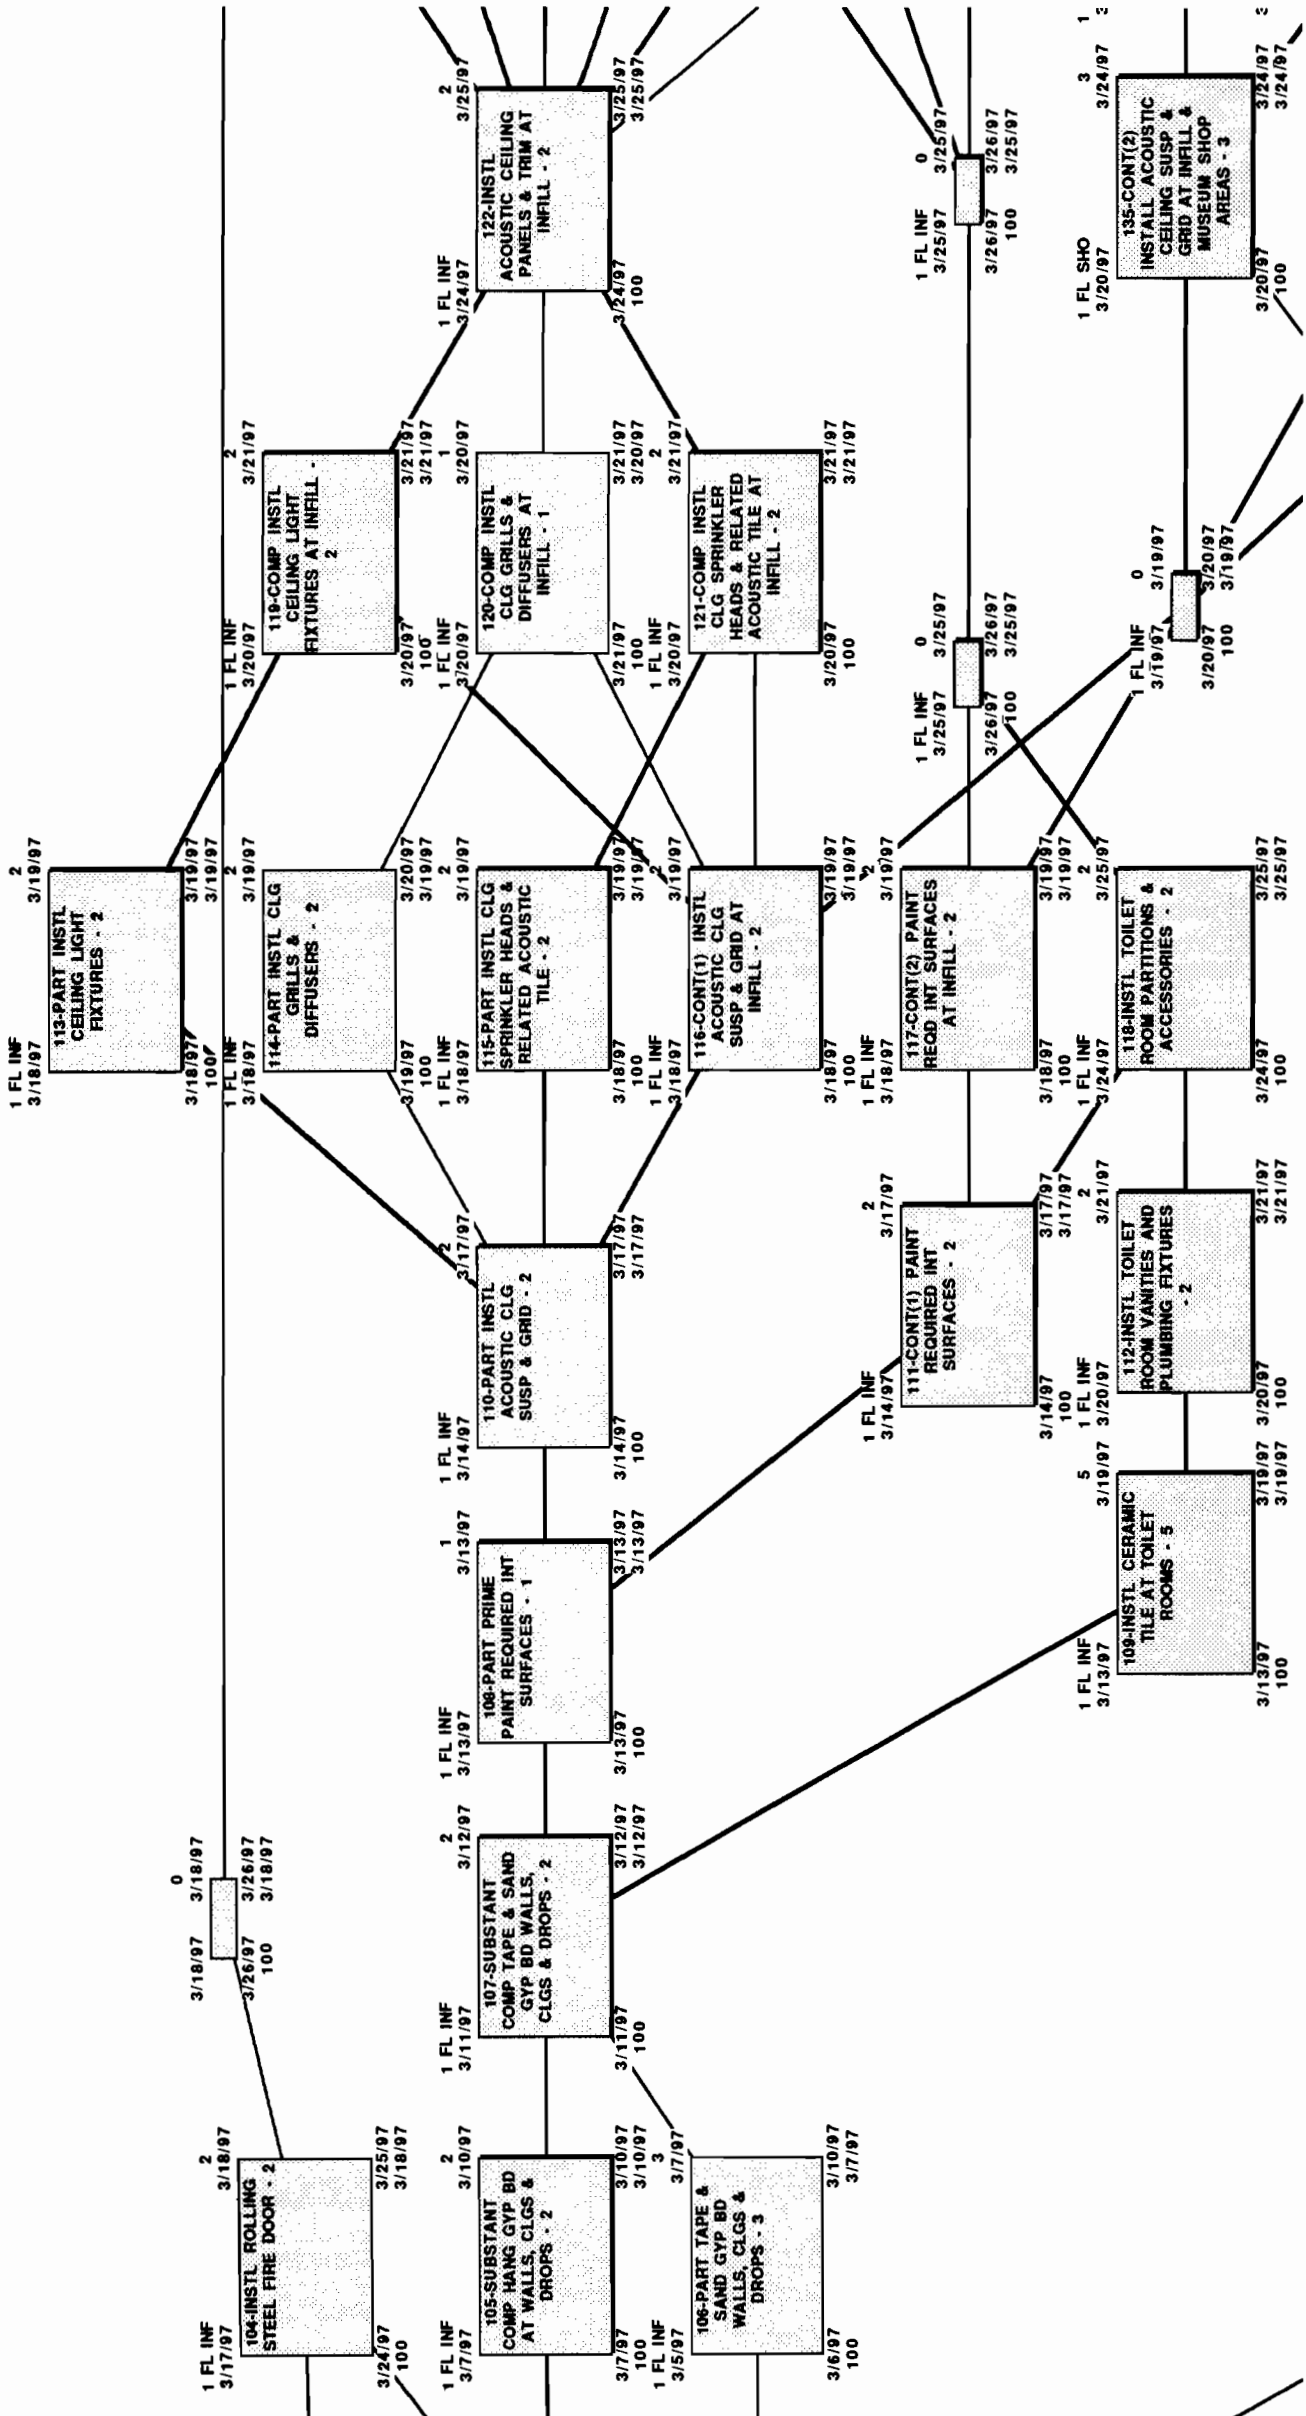 1 FL INF
2
3/17/97
3/18/97
104-INSTL ROLLING
STEEL FIRE DOOR - 2
3/24/97
3/25/97
100
3/18/97
0
3/18/97
3/18/97
3/26/97
3/26/97
100
3/18/97
1 FL INF
2
3/7/97
3/10/97
105-SUBSTANT
COMP HANG GYP BD
AT WALLS, CLGS &
DROPS - 2
3/7/97
3/10/97
100
3/10/97
1 FL INF
3
3/5/97
3/7/97
106-PART TAPE &
SAND GYP BD
WALLS, CLGS &
DROPS - 3
3/6/97
3/10/97
100
3/7/97
1 FL INF
2
3/11/97
3/12/97
107-SUBSTANT
COMP TAPE & SAND
GYP BD WALLS,
CLGS & DROPS - 2
3/11/97
3/12/97
100
3/12/97
1 FL INF
1
3/13/97
3/13/97
108-PART PRIME
PAINT REQUIRED INT
SURFACES - 1
3/13/97
3/13/97
100
3/13/97
1 FL INF
5
3/13/97
3/19/97
109-INSTL CERAMIC
TILE AT TOILET
ROOMS - 5
3/13/97
3/19/97
100
3/19/97
1 FL INF
2
3/14/97
3/17/97
110-PART INSTL
ACOUSTIC CLG
SUSP & GRID - 2
3/14/97
3/17/97
100
3/17/97
1 FL INF
2
3/14/97
3/17/97
111-CONT(1) PAINT
REQUIRED INT
SURFACES - 2
3/14/97
3/17/97
100
3/17/97
1 FL INF
2
3/20/97
3/21/97
112-INSTL TOILET
ROOM VANITIES AND
PLUMBING FIXTURES
- 2
3/20/97
3/21/97
100
3/21/97
1 FL INF
2
3/18/97
3/19/97
113-PART INSTL
CEILING LIGHT
FIXTURES - 2
3/18/97
3/19/97
100
3/19/97
1 FL INF
2
3/18/97
3/19/97
114-PART INSTL CLG
GRILLS &
DIFFUSERS - 2
3/19/97
3/20/97
100
3/19/97
1 FL INF
2
3/18/97
3/19/97
115-PART INSTL CLG
SPRINKLER HEADS &
RELATED ACOUSTIC
TILE - 2
3/18/97
3/19/97
100
3/19/97
1 FL INF
2
3/18/97
3/19/97
116-CONT(1) INSTL
ACOUSTIC CLG
SUSP & GRID AT
INFILL - 2
3/18/97
3/19/97
100
3/19/97
1 FL INF
2
3/18/97
3/19/97
117-CONT(2) PAINT
REQD INT SURFACES
AT INFILL - 2
3/18/97
3/19/97
100
3/19/97
1 FL INF
2
3/24/97
3/25/97
118-INSTL TOILET
ROOM PARTITIONS &
ACCESSORIES - 2
3/24/97
3/25/97
100
3/25/97
1 FL INF
2
3/20/97
3/21/97
119-COMP INSTL
CEILING LIGHT
FIXTURES AT INFILL -
2
3/20/97
3/21/97
100
3/21/97
1 FL INF
1
3/20/97
3/20/97
120-COMP INSTL
CLG GRILLS &
DIFFUSERS AT
INFILL - 1
3/21/97
3/21/97
100
3/20/97
1 FL INF
2
3/20/97
3/21/97
121-COMP INSTL
CLG SPRINKLER
HEADS & RELATED
ACOUSTIC TILE AT
INFILL - 2
3/20/97
3/21/97
100
3/21/97
1 FL INF
0
3/25/97
3/25/97
3/26/97
3/26/97
100
3/25/97
1 FL INF
0
3/19/97
3/19/97
3/20/97
3/20/97
100
3/19/97
1 FL INF
2
3/24/97
3/25/97
122-INSTL
ACOUSTIC CEILING
PANELS & TRIM AT
INFILL - 2
3/24/97
3/25/97
100
3/25/97
1 FL INF
0
3/25/97
3/25/97
3/26/97
3/26/97
100
3/25/97
1 FL SHO
3
3/20/97
3/24/97
135-CONT(2)
INSTALL ACOUSTIC
CEILING SUSP &
GRID AT INFILL &
MUSEUM SHOP
AREAS - 3
3/20/97
3/24/97
100
3/24/97
1